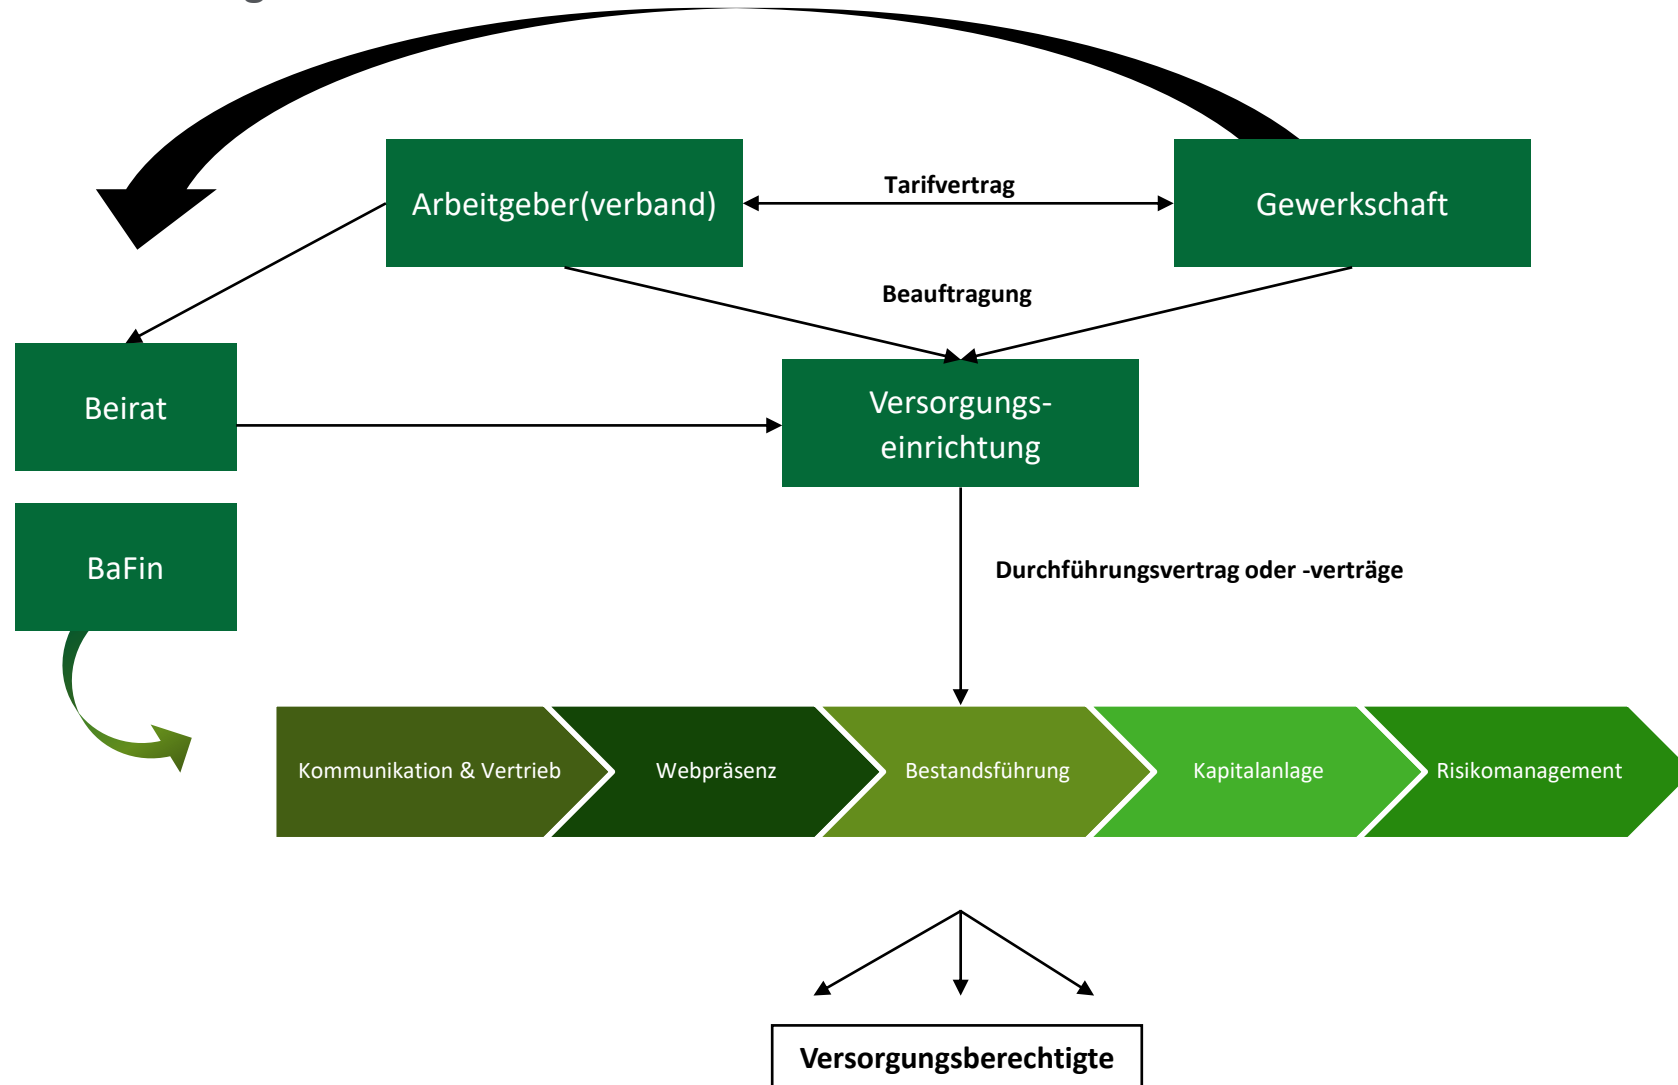 Tarifvertrag
Arbeitgeber(verband)
Gewerkschaft
Beauftragung
Beirat
Versorgungs-
einrichtung
BaFin
Durchführungsvertrag oder -verträge
Kommunikation & Vertrieb
Webpräsenz
Bestandsführung
Kapitalanlage
Risikomanagement
Versorgungsberechtigte